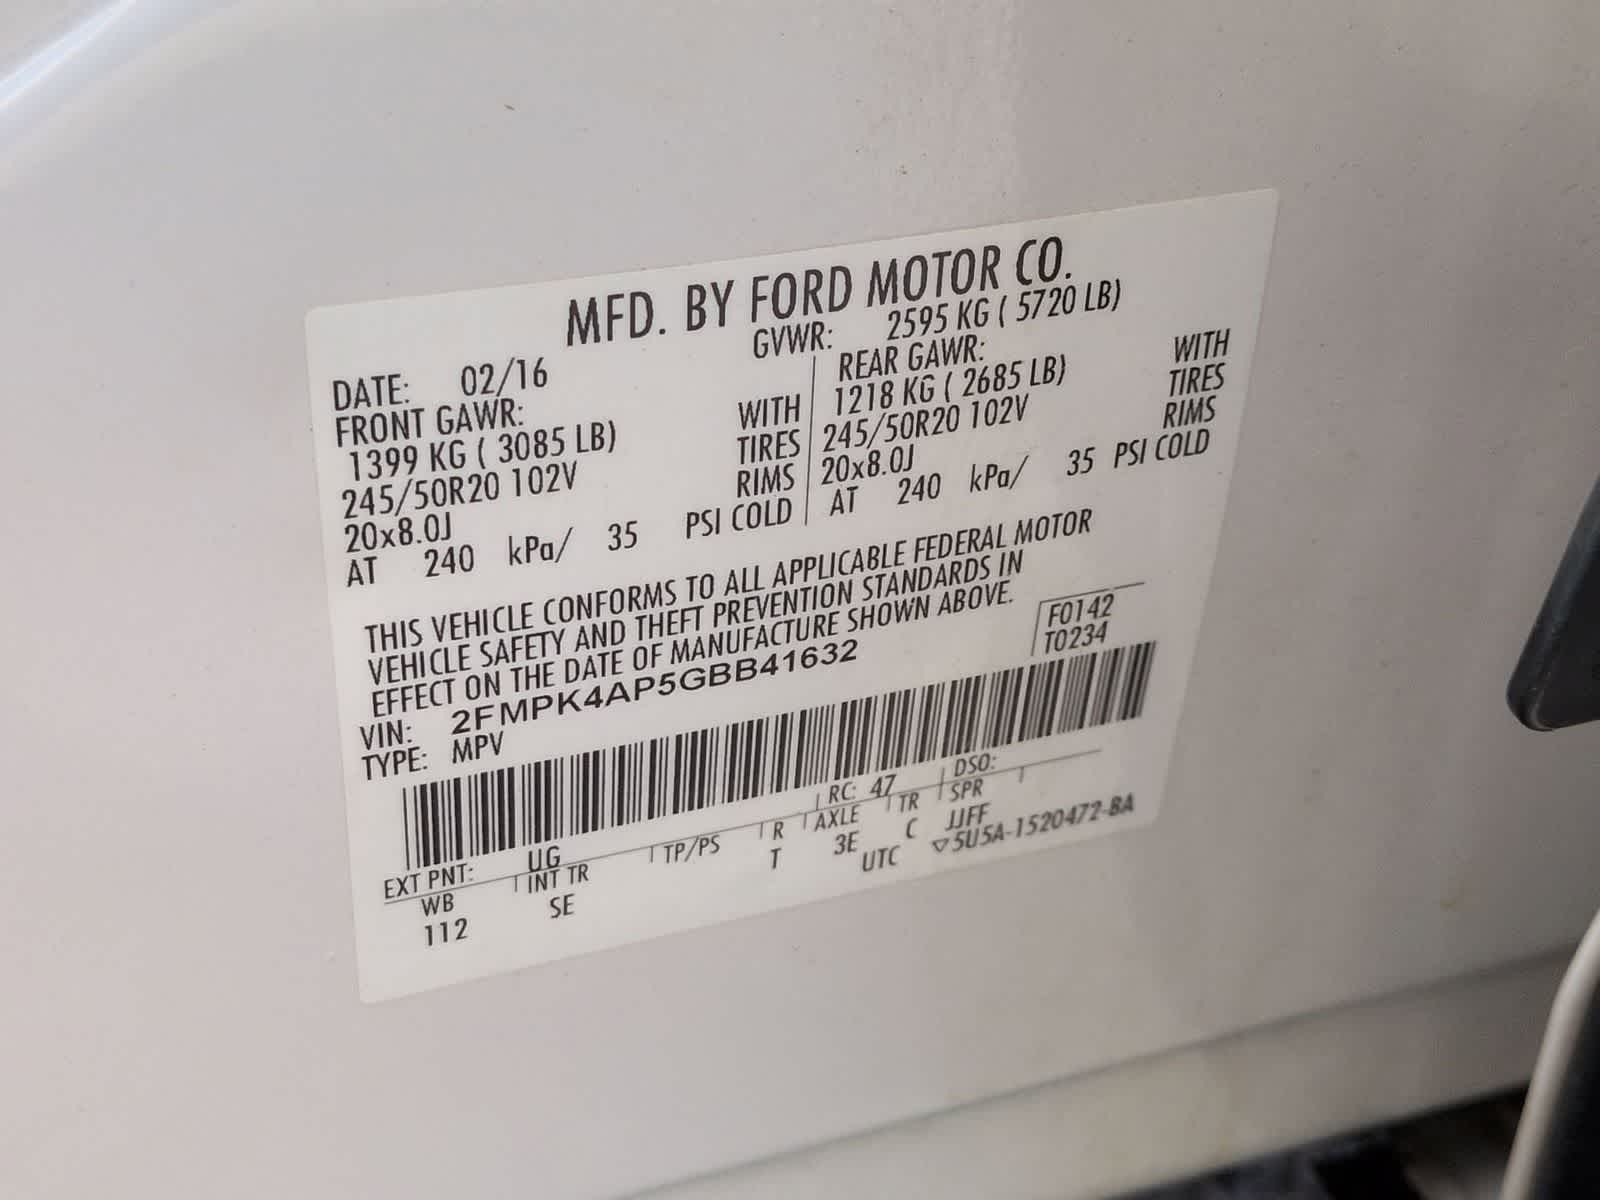 MFD. BY FORD MOTOR CO.
DATE: 02/16 GVWR: 2595 KG ( 5720 LB)
FRONT GAWR: REAR GAWR:
1399 KG ( 3085 LB) WITH 1218 KG ( 2685 LB) WITH
245/50R20 102V TIRES 245/50R20 102V TIRES
20x8.0J RIMS 20x8.0J RIMS
AT 240 kPa/ 35 PSI COLD AT 240 kPa/ 35 PSI COLD
THIS VEHICLE CONFORMS TO ALL APPLICABLE FEDERAL MOTOR
VEHICLE SAFETY AND THEFT PREVENTION STANDARDS IN
EFFECT ON THE DATE OF MANUFACTURE SHOWN ABOVE.
F0142
T0234
VIN: 2FMPK4AP5GBB41632
TYPE: MPV
EXT PNT: UG RC: 47 DSO:
WB INT TR TP/PS R AXLE TR SPR
112 SE T 3E C JJFF
UTC ▽5U5A-1520472-BA